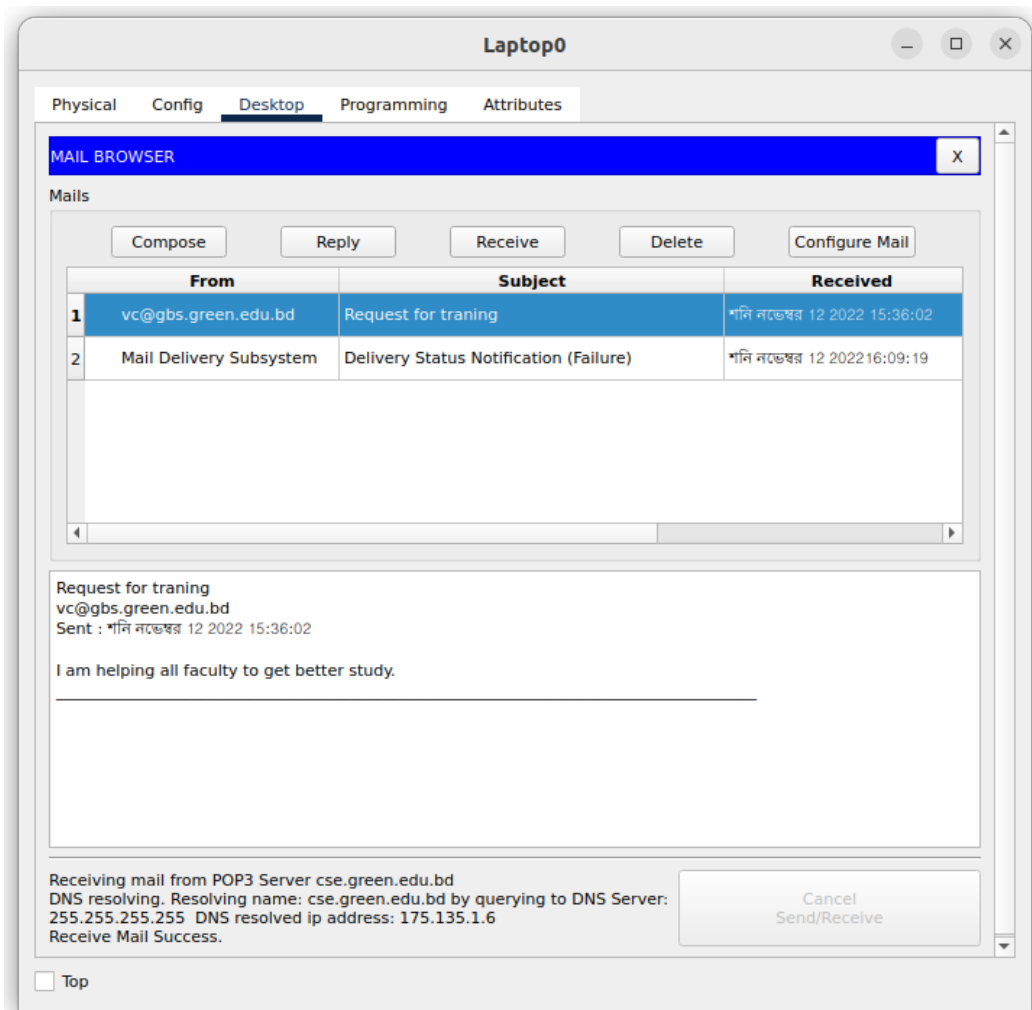 Laptop0
Physical Config Desktop Programming Attributes
MAIL BROWSER X
Mails
Compose Reply Receive Delete Configure Mail
From Subject Received
1 vc@gbs.green.edu.bd Request for traning শনি নভেম্বর 12 2022 15:36:02
2 Mail Delivery Subsystem Delivery Status Notification (Failure) শনি নভেম্বর 12 202216:09:19
Request for traning
vc@gbs.green.edu.bd
Sent : শনি নভেম্বর 12 2022 15:36:02
I am helping all faculty to get better study.
Receiving mail from POP3 Server cse.green.edu.bd
DNS resolving. Resolving name: cse.green.edu.bd by querying to DNS Server:
255.255.255.255 DNS resolved ip address: 175.135.1.6
Receive Mail Success.
Cancel
Send/Receive
Top